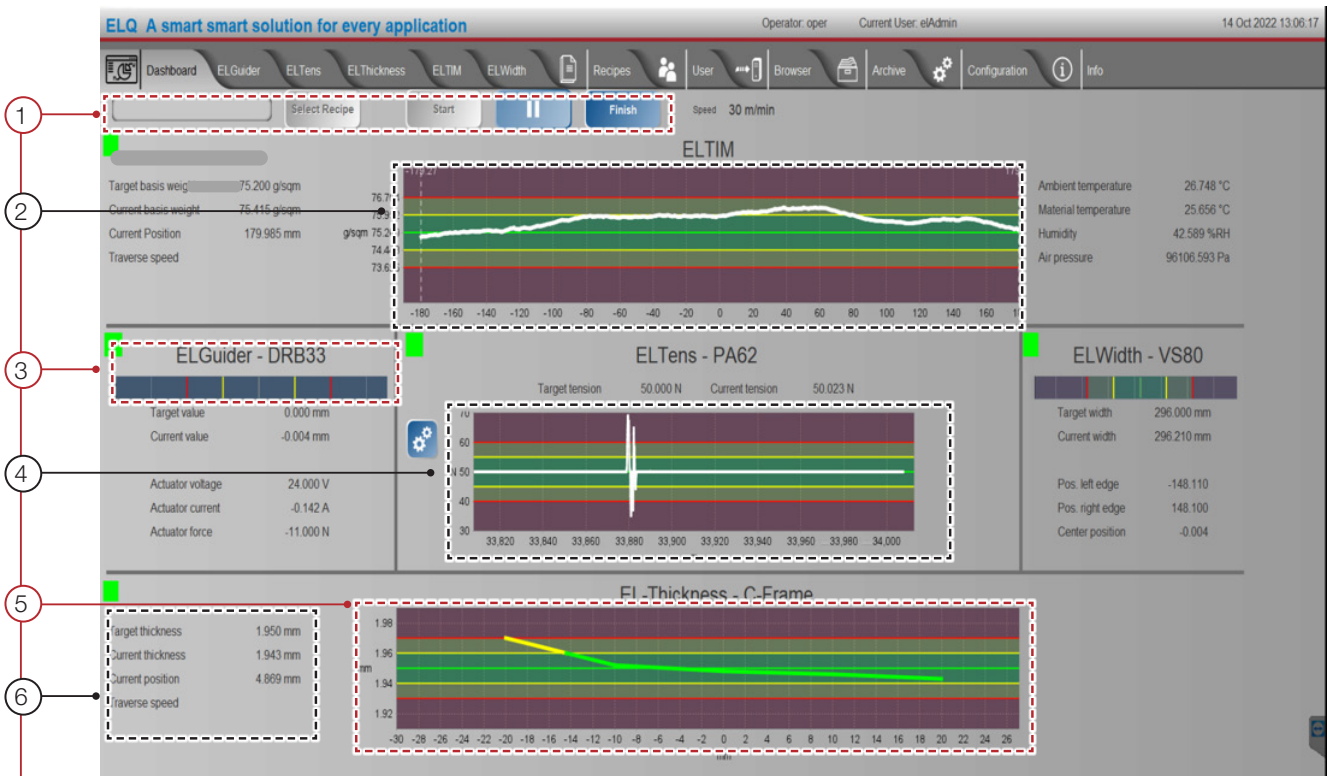 ELQ A smart smart solution for every application
Operator: oper Current User: elAdmin
14 Oct 2022 13:06:17
Dashboard ELGuider ELTens ELThickness ELTIM ELWidth Recipes User Browser Archive Configuration Info
1
Select Recipe Start Finish Speed 30 m/min
ELTIM
-179.27
Target basis weig 75.200 g/sqm
2
Current basis weight 75.415 g/sqm
Current Position 179.985 mm
Traverse speed
g/sqm
Ambient temperature 26.748 °C
Material temperature 25.656 °C
Humidity 42.589 %RH
Air pressure 96106.593 Pa
-180 -160 -140 -120 -100 -80 -60 -40 -20 0 20 40 60 80 100 120 140 160
3
ELGuider - DRB33
Target value 0.000 mm
Current value -0.004 mm
Actuator voltage 24.000 V
Actuator current -0.142 A
Actuator force -11.000 N
ELTens - PA62
Target tension 50.000 N Current tension 50.023 N
4
70
60
N 50
40
30
33,820 33,840 33,860 33,880 33,900 33,920 33,940 33,960 33,980 34,000
ELWidth - VS80
Target width 296.000 mm
Current width 296.210 mm
Pos. left edge -148.110
Pos. right edge 148.100
Center position -0.004
5
EL-Thickness - C-Frame
Target thickness 1.950 mm
Current thickness 1.943 mm
Current position 4.869 mm
Traverse speed
6
1.98
1.96
mm
1.94
1.92
-30 -28 -26 -24 -22 -20 -18 -16 -14 -12 -10 -8 -6 -4 -2 0 2 4 6 8 10 12 14 16 18 20 22 24 26
mm